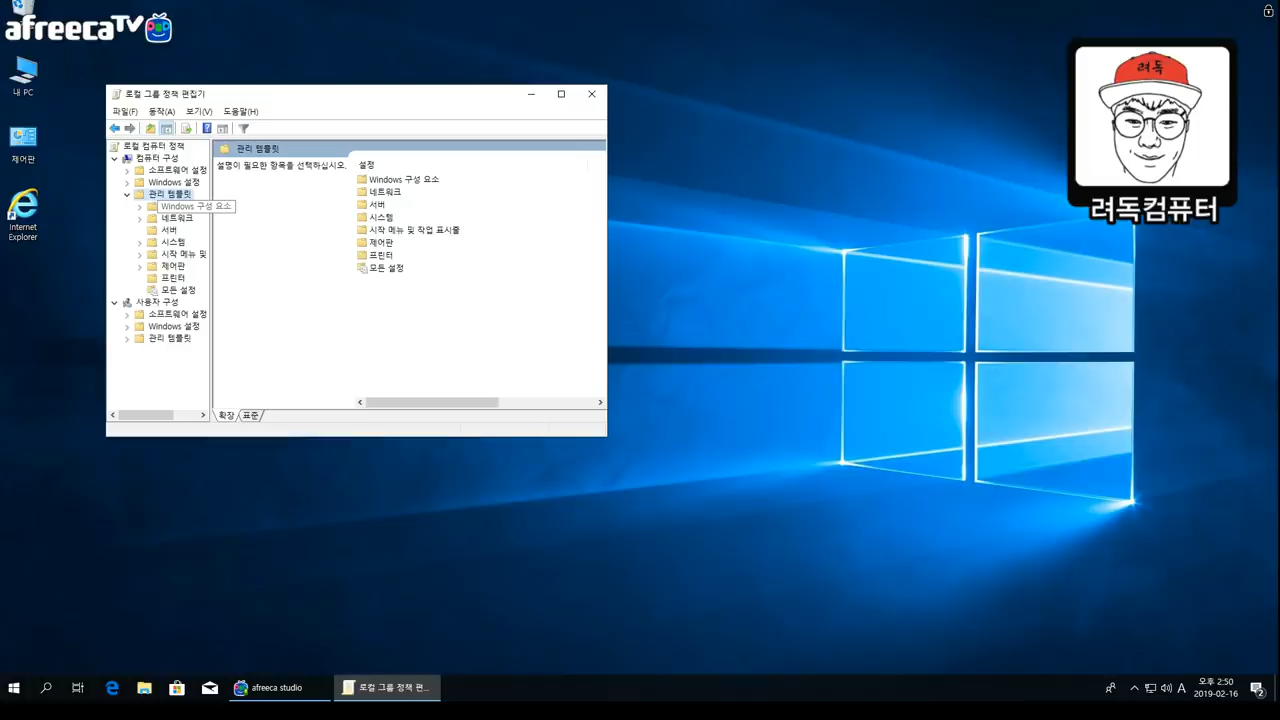 afreecaTV
내 PC
제어판
Internet
Explorer
로컬 그룹 정책 편집기
파일(F) 동작(A) 보기(V) 도움말(H)
로컬 컴퓨터 정책
컴퓨터 구성
소프트웨어 설정
Windows 설정
관리 템플릿
Windows 구성 요소
네트워크
서버
시스템
시작 메뉴 및
제어판
프린터
모든 설정
사용자 구성
소프트웨어 설정
Windows 설정
관리 템플릿
관리 템플릿
설명이 필요한 항목을 선택하십시오.
설정
Windows 구성 요소
네트워크
서버
시스템
시작 메뉴 및 작업 표시줄
제어판
프린터
모든 설정
확장 표준
려독
려독컴퓨터
afreeca studio
로컬 그룹 정책 편...
A
오후 2:50
2019-02-16
2